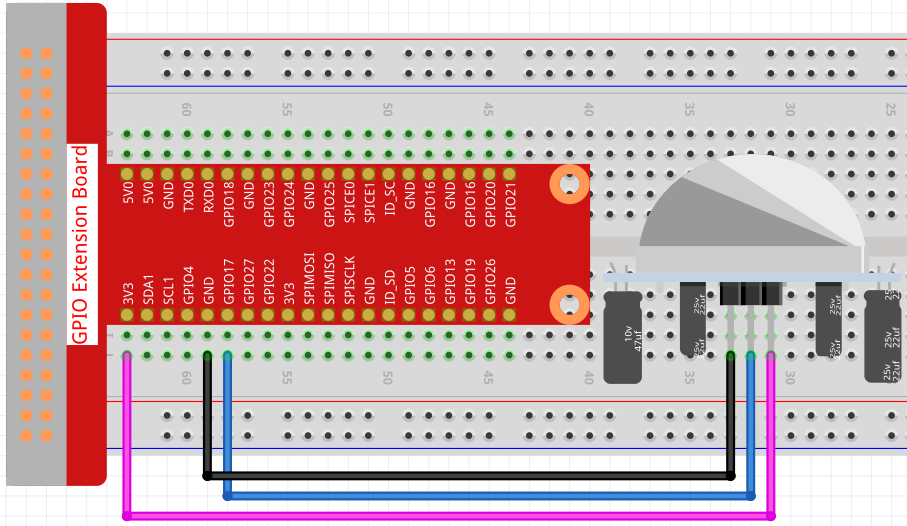 60 55 50 45 40 35 30 25
GPIO Extension Board
5V0
5V0
GND
TXD0
RXD0
GPIO18
GND
GPIO23
GPIO24
GND
GPIO25
SPICE0
SPICE1
ID_SC
GND
GPIO16
GND
GPIO16
GPIO20
GPIO21
3V3
SDA1
SCL1
GPIO4
GND
GPIO17
GPIO27
GPIO22
3V3
SPIMOSI
SPIMISO
SPISCLK
GND
ID_SD
GPIO5
GPIO6
GPIO13
GPIO19
GPIO26
GND
10v
47uf
25v
22uf
25v
25v
22uf
25v
22uf
25v
22uf
25v
22uf
60 55 50 45 40 35 30